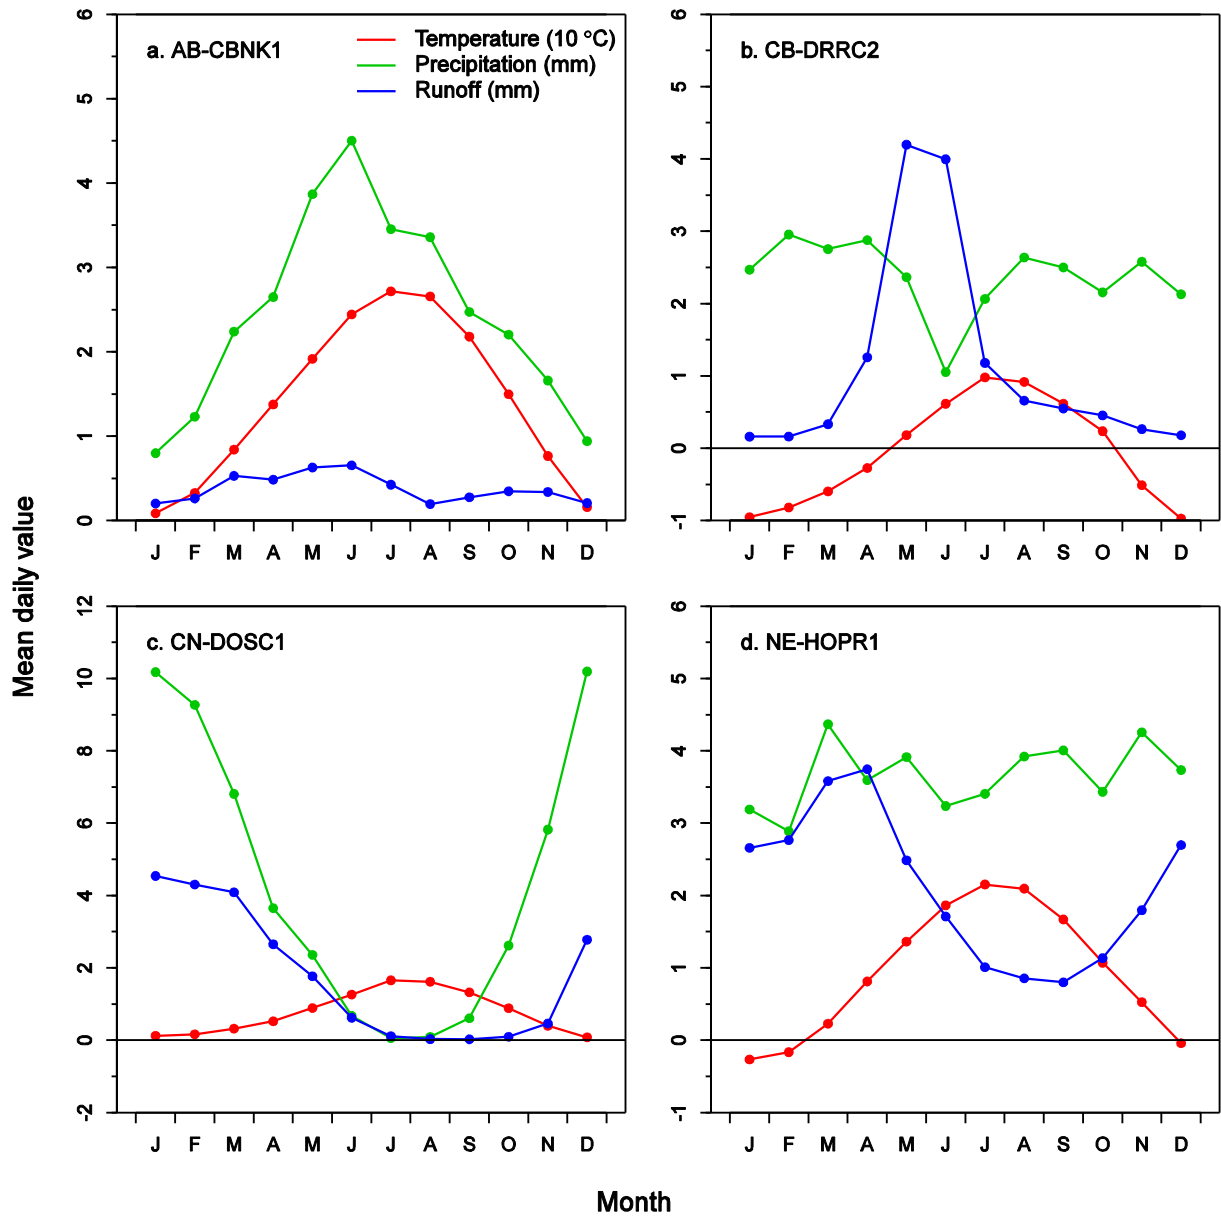 a. AB-CBNK1
Temperature (10 °C)
Precipitation (mm)
Runoff (mm)
6
5
4
3
2
1
0
J F M A M J J A S O N D
b. CB-DRRC2
6
5
4
3
2
1
0
-1
J F M A M J J A S O N D
Mean daily value
c. CN-DOSC1
12
10
8
6
4
2
0
-2
J F M A M J J A S O N D
d. NE-HOPR1
6
5
4
3
2
1
0
-1
J F M A M J J A S O N D
Month